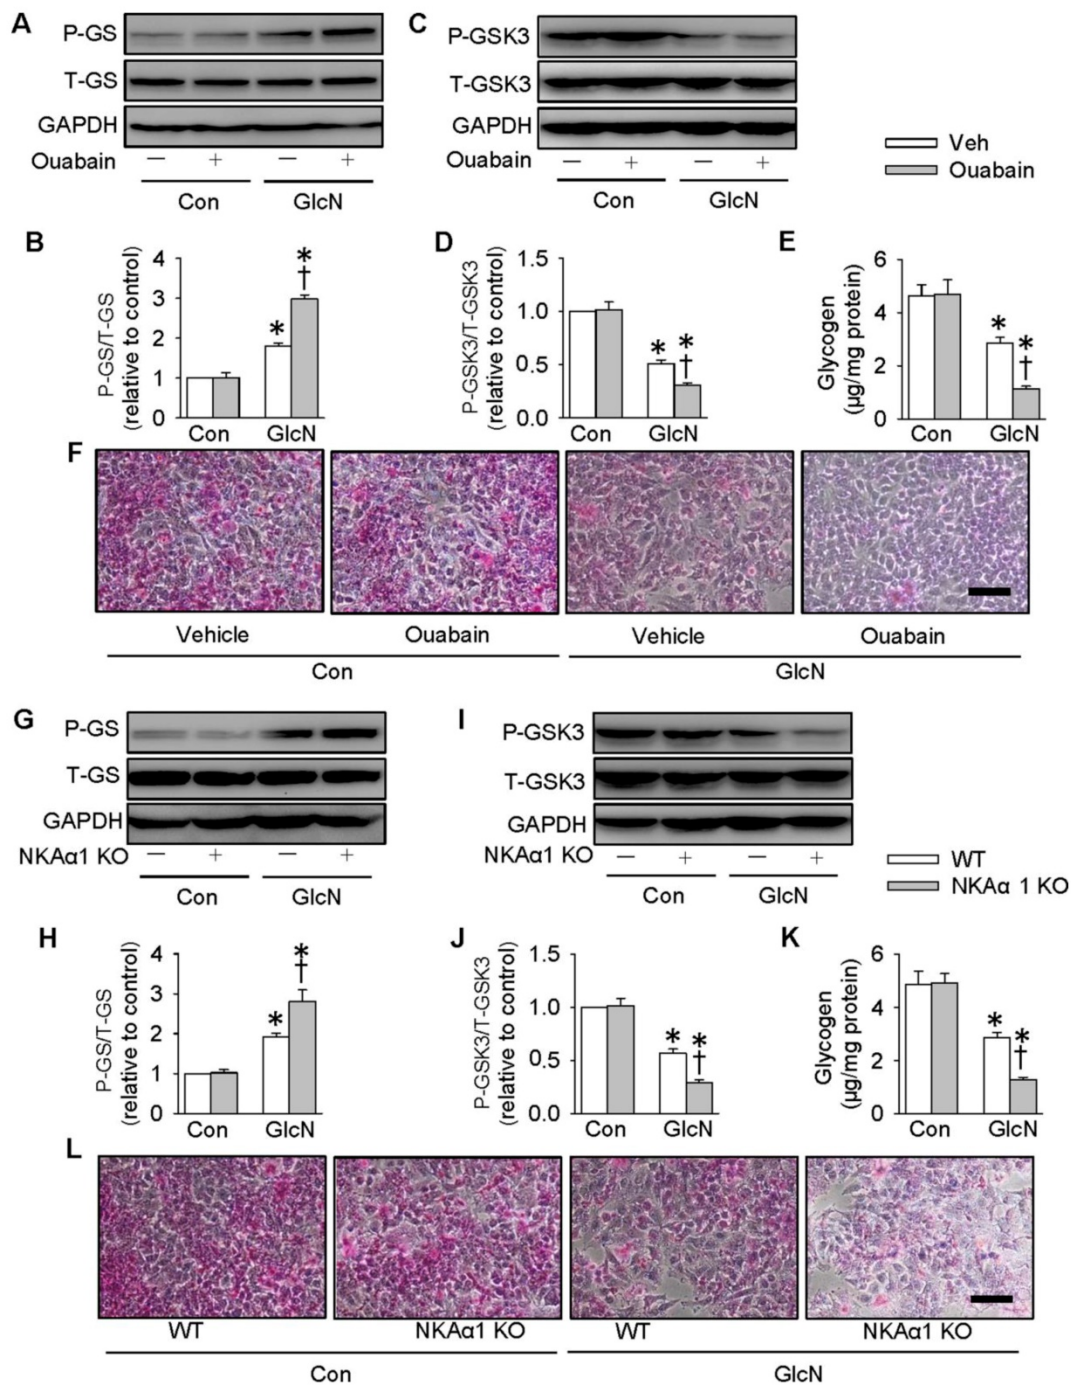 A
P-GS
T-GS
GAPDH
Ouabain — + — +
Con GlcN
C
P-GSK3
T-GSK3
GAPDH
Ouabain — + — +
Con GlcN
Veh
Ouabain
B
P-GS/T-GS
(relative to control)
4
3
2
1
0
*
*
†
Con GlcN
D
P-GSK3/T-GSK3
(relative to control)
1.5
1.0
0.5
0.0
*
*
†
Con GlcN
E
Glycogen
(µg/mg protein)
6
4
2
0
*
*
†
Con GlcN
F
Vehicle Ouabain Vehicle Ouabain
Con GlcN
G
P-GS
T-GS
GAPDH
NKAα1 KO — + — +
Con GlcN
I
P-GSK3
T-GSK3
GAPDH
NKAα1 KO — + — +
Con GlcN
WT
NKAα 1 KO
H
P-GS/T-GS
(relative to control)
4
3
2
1
0
*
*
†
Con GlcN
J
P-GSK3/T-GSK3
(relative to control)
1.5
1.0
0.5
0.0
*
*
†
Con GlcN
K
Glycogen
(µg/mg protein)
6
4
2
0
*
*
†
Con GlcN
L
WT NKAα1 KO WT NKAα1 KO
Con GlcN